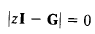 |zI − G| = 0